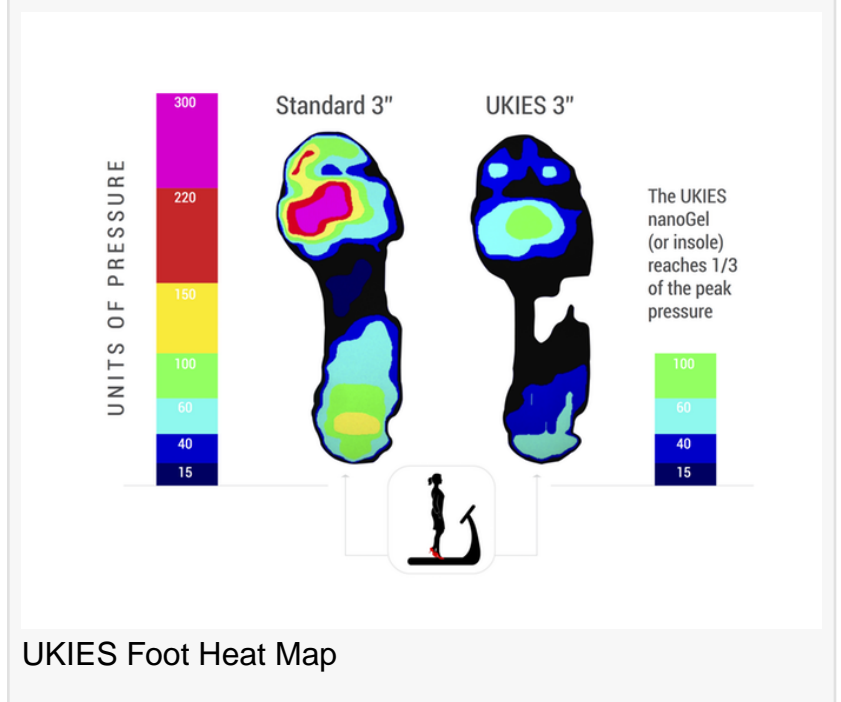 Standard 3"
UKIES 3"
UNITS OF PRESSURE
300
220
150
100
60
40
15
The UKIES
nanoGel
(or insole)
reaches 1/3
of the peak
pressure
100
60
40
15
UKIES Foot Heat Map